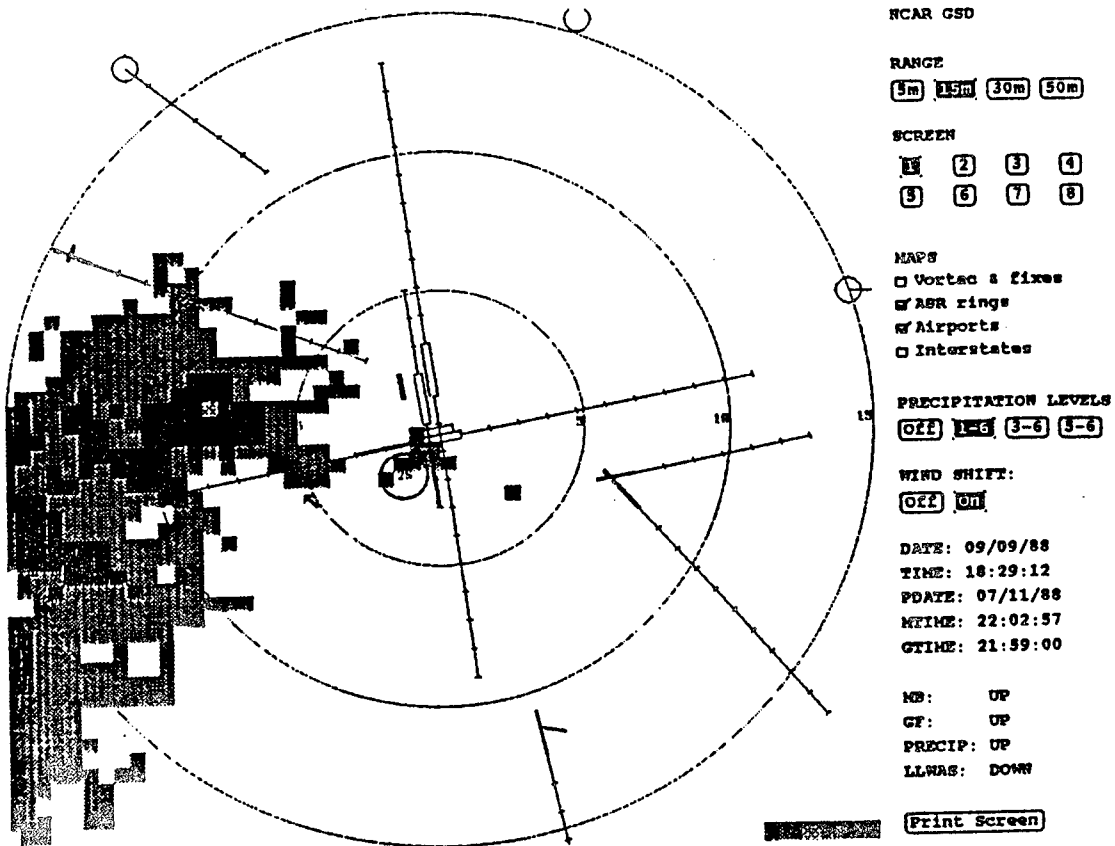 NCAR GSD
RANGE
5m 15m 30m 50m
SCREEN
1 2 3 4
5 6 7 8
MAPS
Vortac & fixes
ASR rings
Airports
Interstates
PRECIPITATION LEVELS
Off 1-6 3-6 5-6
WIND SHIFT:
Off On
DATE: 09/09/88
TIME: 18:29:12
PDATE: 07/11/88
MTIME: 22:02:57
GTIME: 21:59:00
MB: UP
GF: UP
PRECIP: UP
LLWAS: DOWN
Print Screen
5 10 15
55